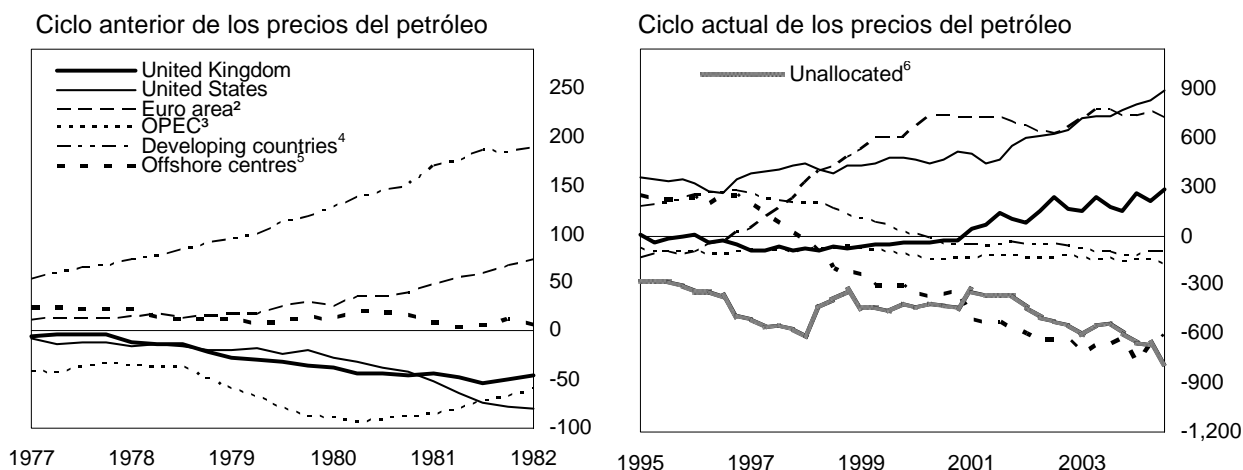 Ciclo anterior de los precios del petróleo
United Kingdom
United States
Euro area²
OPEC³
Developing countries⁴
Offshore centres⁵
250
200
150
100
50
0
-50
-100
1977 1978 1979 1980 1981 1982
Ciclo actual de los precios del petróleo
Unallocated⁶
900
600
300
0
-300
-600
-900
-1,200
1995 1997 1999 2001 2003